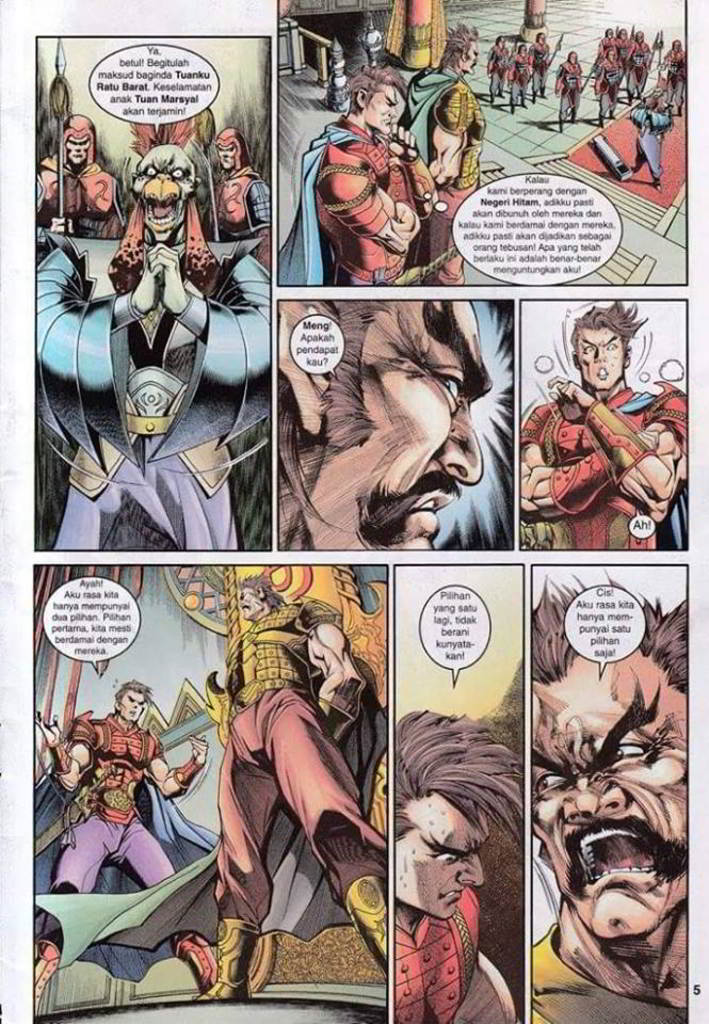 Ya,
betul! Begitulah
maksud baginda Tuanku
Ratu Barat. Keselamatan
anak Tuan Marsyal
akan terjamin!
Kalau
kami berperang dengan
Negeri Hitam, adikku pasti
akan dibunuh oleh mereka dan
kalau kami berdamai dengan mereka,
adikku pasti akan dijadikan sebagai
orang tebusan! Apa yang telah
berlaku ini adalah benar-benar
menguntungkan aku!
Meng!
Apakah
pendapat
kau?
Ah!
Ayah!
Aku rasa kita
hanya mempunyai
dua pilihan. Pilihan
pertama, kita mesti
berdamai dengan
mereka.
Pilihan
yang satu
lagi, tidak
berani
kunyata-
kan!
Cis!
Aku rasa kita
hanya mem-
punyai satu
pilihan
saja!
5